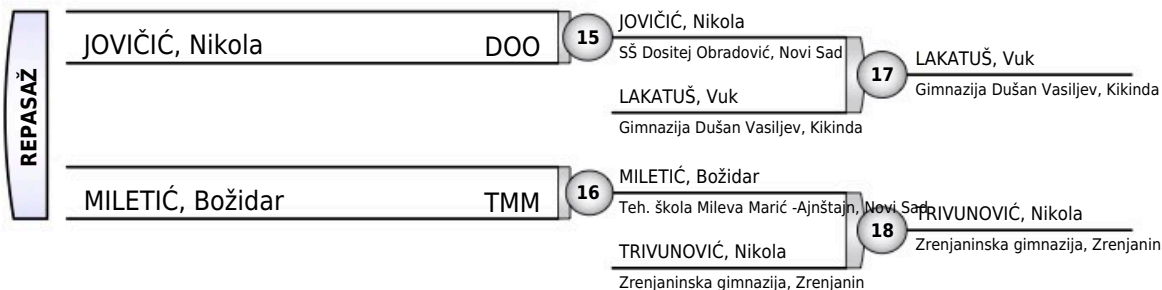 REPASAŽ
JOVIČIĆ, Nikola DOO
15
JOVIČIĆ, Nikola
SŠ Dositej Obradović, Novi Sad
LAKATUŠ, Vuk
Gimnazija Dušan Vasiljev, Kikinda
17
LAKATUŠ, Vuk
Gimnazija Dušan Vasiljev, Kikinda
MILETIĆ, Božidar TMM
16
MILETIĆ, Božidar
Teh. škola Mileva Marić -Ajnštajn, Novi Sad
TRIVUNOVIĆ, Nikola
Zrenjaninska gimnazija, Zrenjanin
18
TRIVUNOVIĆ, Nikola
Zrenjaninska gimnazija, Zrenjanin